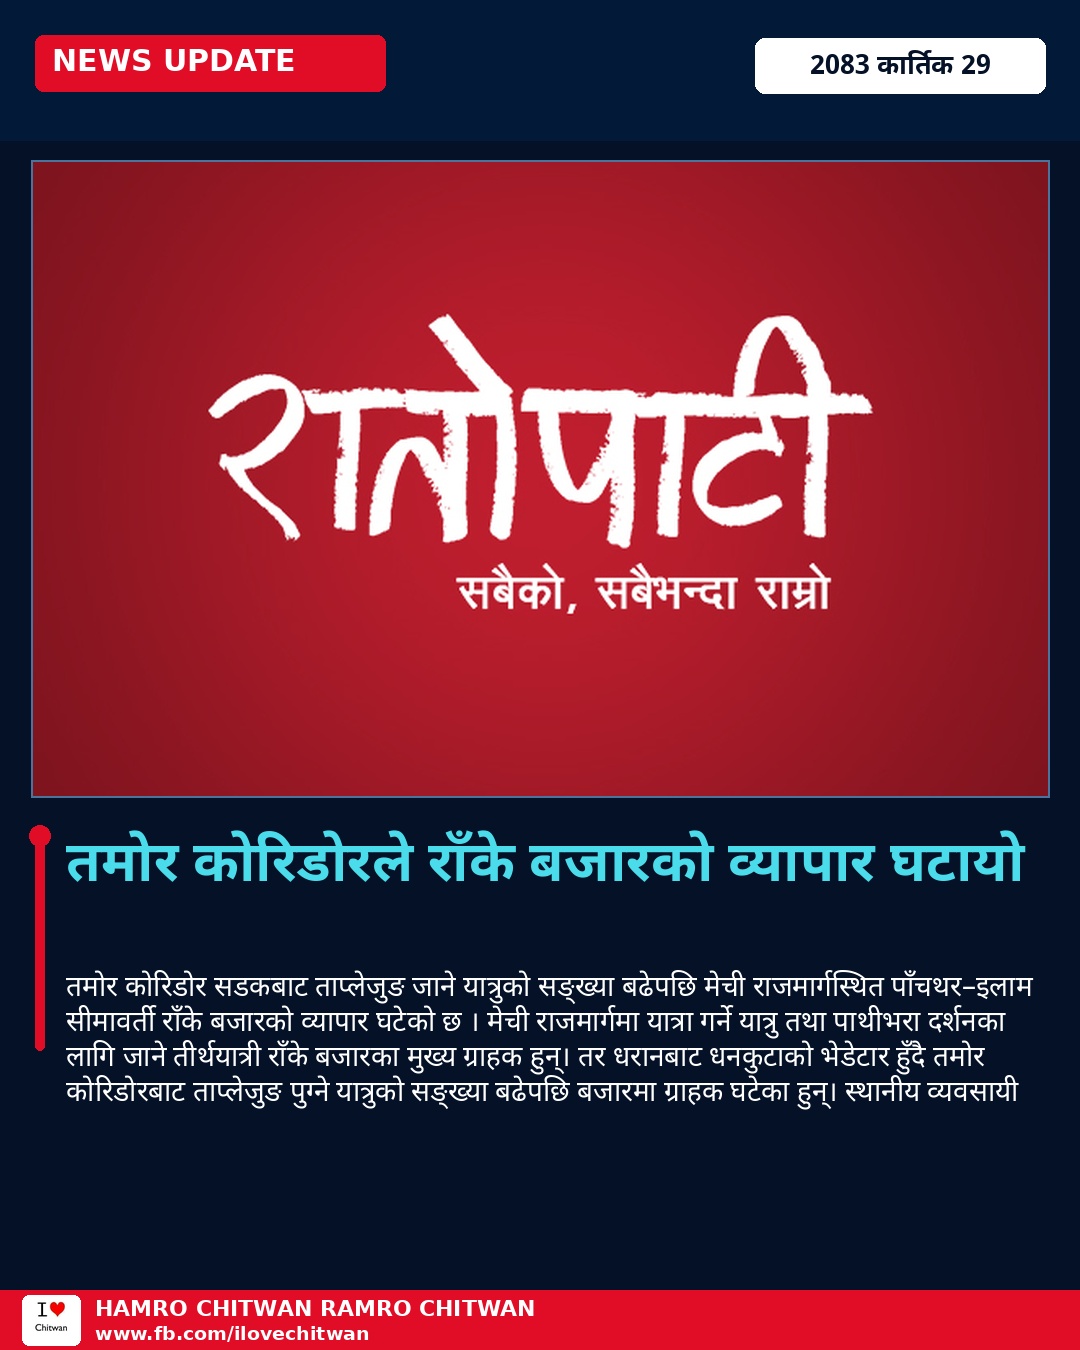 NEWS UPDATE
2083 कार्तिक 29
रातोपाटी
सबैको, सबैभन्दा राम्रो
तमोर कोरिडोरले राँके बजारको व्यापार घटायो
तमोर कोरिडोर सडकबाट ताप्लेजुङ जाने यात्रुको सङ्ख्या बढेपछि मेची राजमार्गस्थित पाँचथर–इलाम
सीमावर्ती राँके बजारको व्यापार घटेको छ । मेची राजमार्गमा यात्रा गर्ने यात्रु तथा पाथीभरा दर्शनका
लागि जाने तीर्थयात्री राँके बजारका मुख्य ग्राहक हुन्। तर धरानबाट धनकुटाको भेडेटार हुँदै तमोर
कोरिडोरबाट ताप्लेजुङ पुग्ने यात्रुको सङ्ख्या बढेपछि बजारमा ग्राहक घटेका हुन्। स्थानीय व्यवसायी
I❤
Chitwan
HAMRO CHITWAN RAMRO CHITWAN
www.fb.com/ilovechitwan